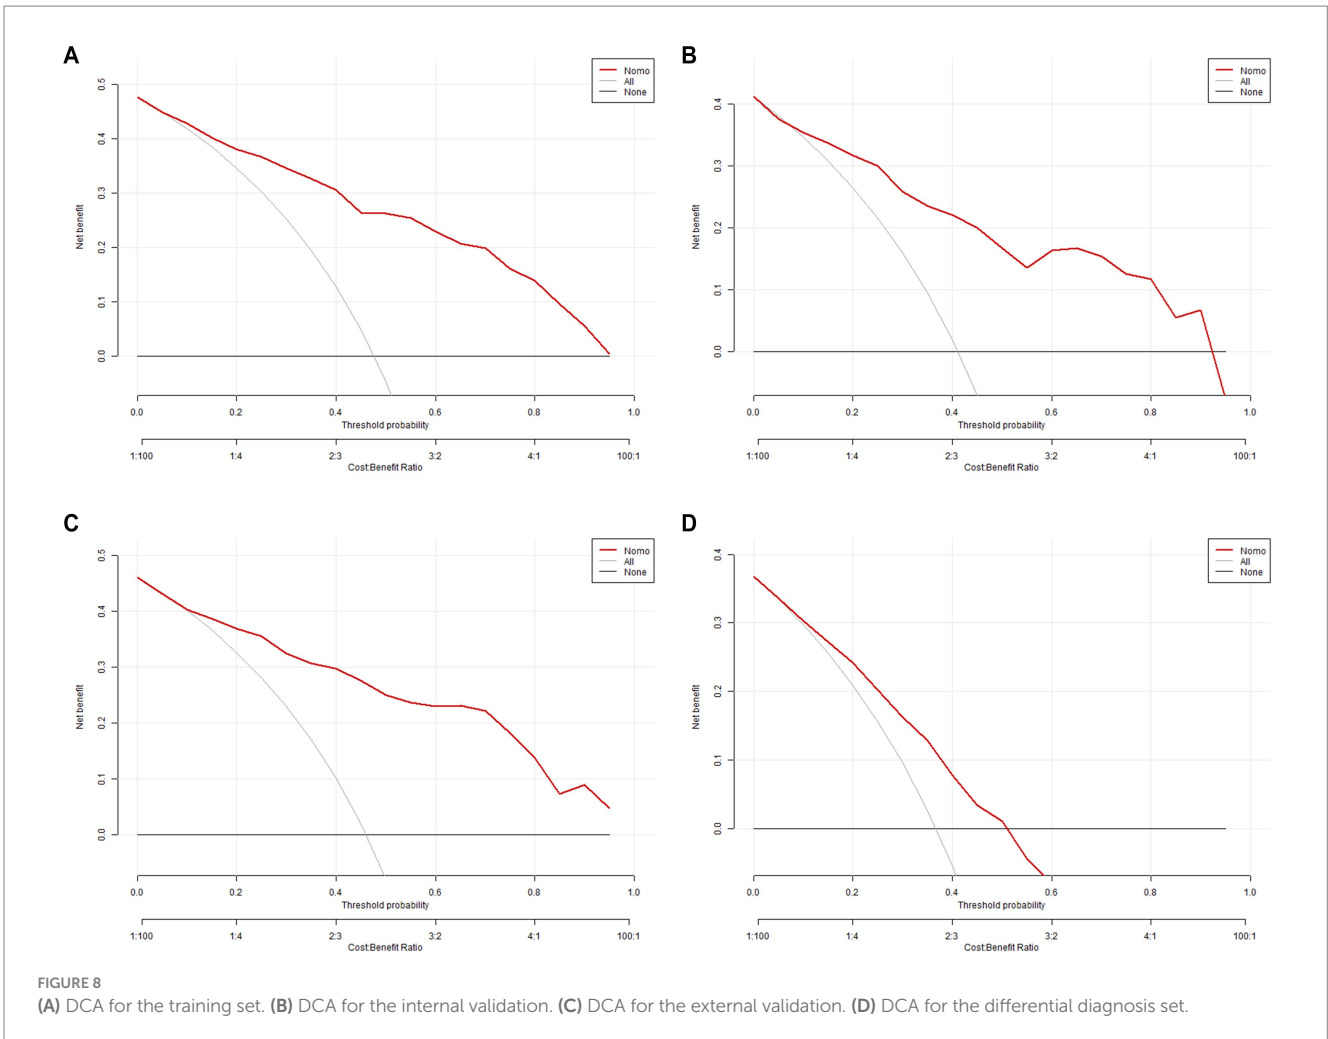 A
Nomo
All
None
0.5
0.4
0.3
0.2
0.1
0.0
Net benefit
0.0 0.2 0.4 0.6 0.8 1.0
Threshold probability
1:100 1:4 2:3 3:2 4:1 100:1
Cost:Benefit Ratio
B
Nomo
All
None
0.4
0.3
0.2
0.1
0.0
Net benefit
0.0 0.2 0.4 0.6 0.8 1.0
Threshold probability
1:100 1:4 2:3 3:2 4:1 100:1
Cost:Benefit Ratio
C
Nomo
All
None
0.5
0.4
0.3
0.2
0.1
0.0
Net benefit
0.0 0.2 0.4 0.6 0.8 1.0
Threshold probability
1:100 1:4 2:3 3:2 4:1 100:1
Cost:Benefit Ratio
D
Nomo
All
None
0.4
0.3
0.2
0.1
0.0
Net benefit
0.0 0.2 0.4 0.6 0.8 1.0
Threshold probability
1:100 1:4 2:3 3:2 4:1 100:1
Cost:Benefit Ratio
FIGURE 8
(A) DCA for the training set. (B) DCA for the internal validation. (C) DCA for the external validation. (D) DCA for the differential diagnosis set.